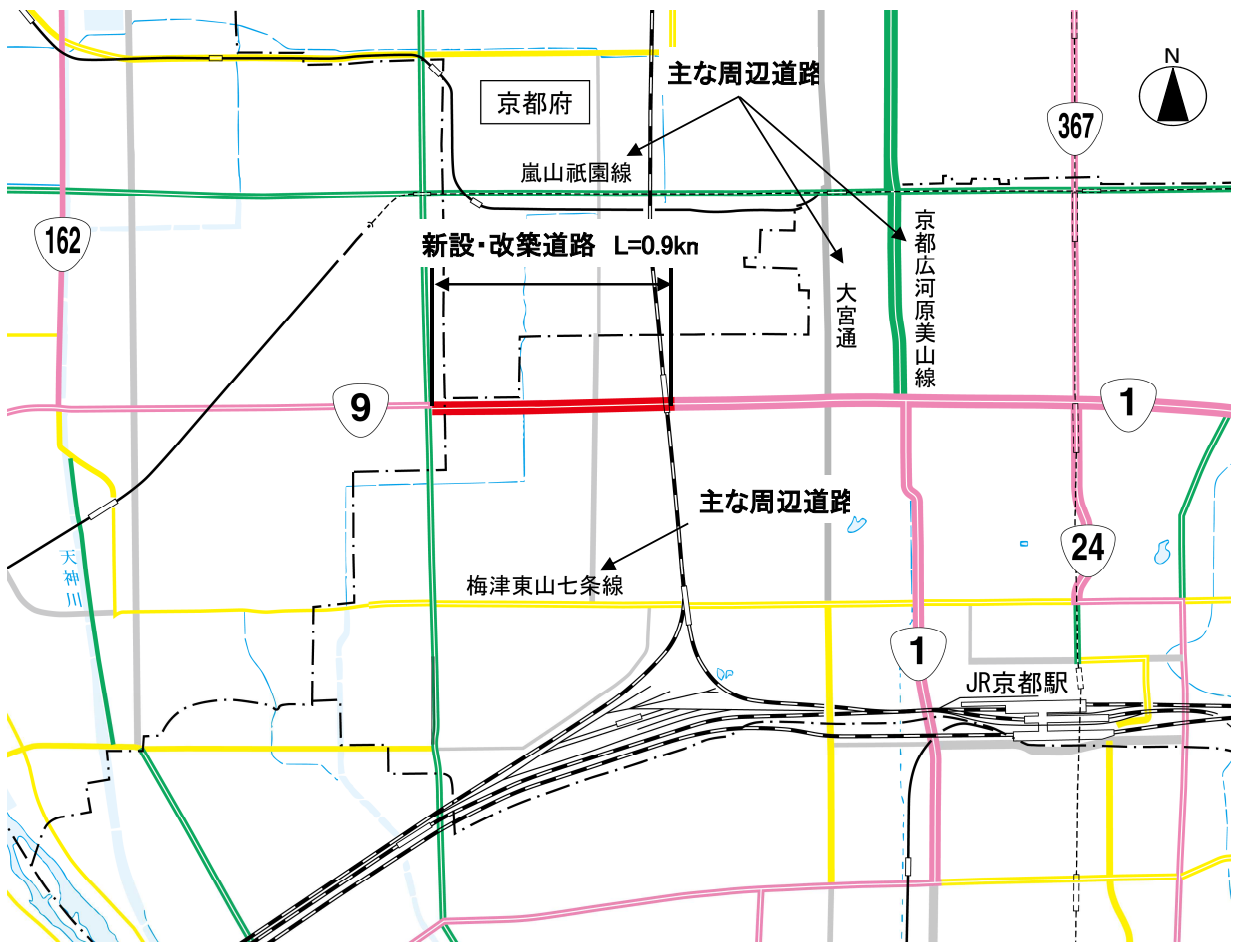 N
主な周辺道路
京都府
367
嵐山祇園線
162
新設・改築道路 L=0.9km
京都広河原美山線
大宮通
9
1
主な周辺道路
24
天神川
梅津東山七条線
1
JR京都駅